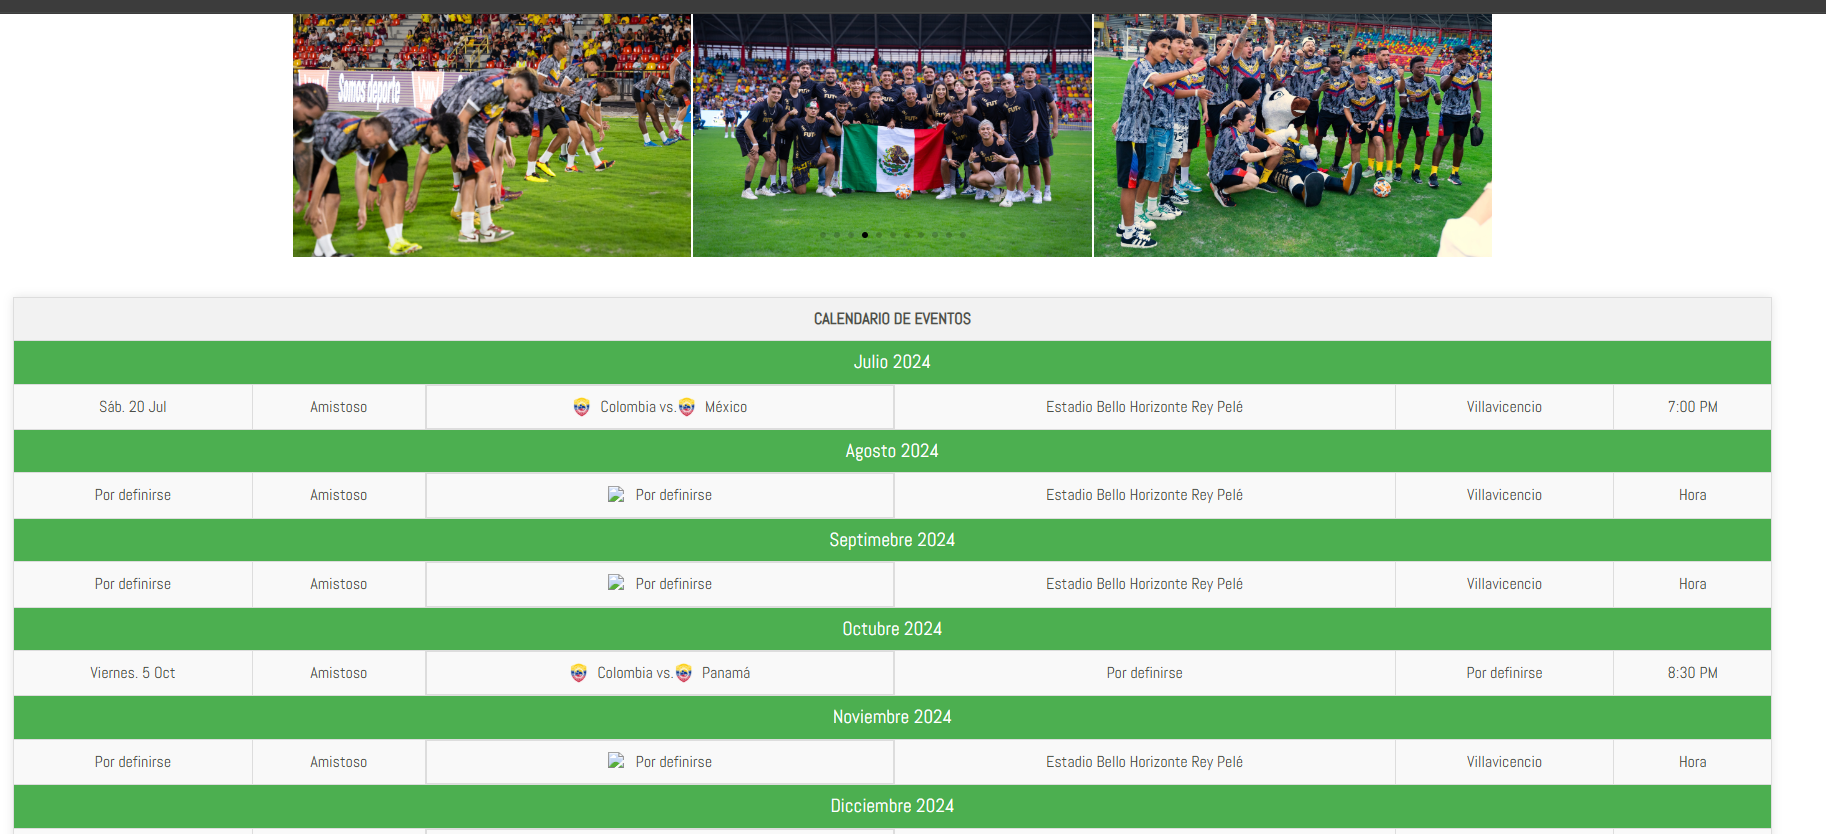 Somos deporte
WIN
FUT+
CALENDARIO DE EVENTOS
Julio 2024
Sáb. 20 Jul Amistoso Colombia vs. México Estadio Bello Horizonte Rey Pelé Villavicencio 7:00 PM
Agosto 2024
Por definirse Amistoso Por definirse Estadio Bello Horizonte Rey Pelé Villavicencio Hora
Septimebre 2024
Por definirse Amistoso Por definirse Estadio Bello Horizonte Rey Pelé Villavicencio Hora
Octubre 2024
Viernes. 5 Oct Amistoso Colombia vs. Panamá Por definirse Por definirse 8:30 PM
Noviembre 2024
Por definirse Amistoso Por definirse Estadio Bello Horizonte Rey Pelé Villavicencio Hora
Dicciembre 2024